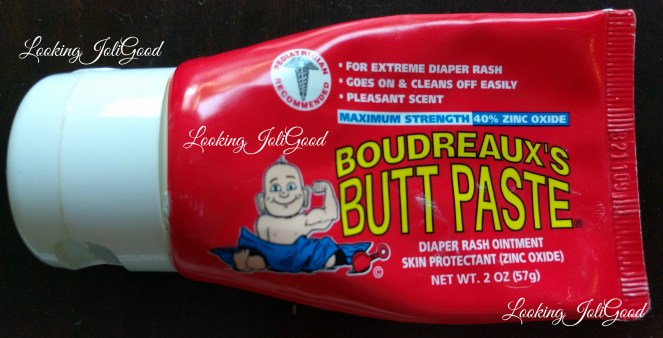 Looking JoliGood
PEDIATRICIAN
RECOMMENDED
• FOR EXTREME DIAPER RASH
• GOES ON & CLEANS OFF EASILY
• PLEASANT SCENT
MAXIMUM STRENGTH 40% ZINC OXIDE
Looking JoliGood
BOUDREAUX'S
BUTT PASTE®
DIAPER RASH OINTMENT
SKIN PROTECTANT (ZINC OXIDE)
NET WT. 2 OZ (57g)
©
Looking JoliGood